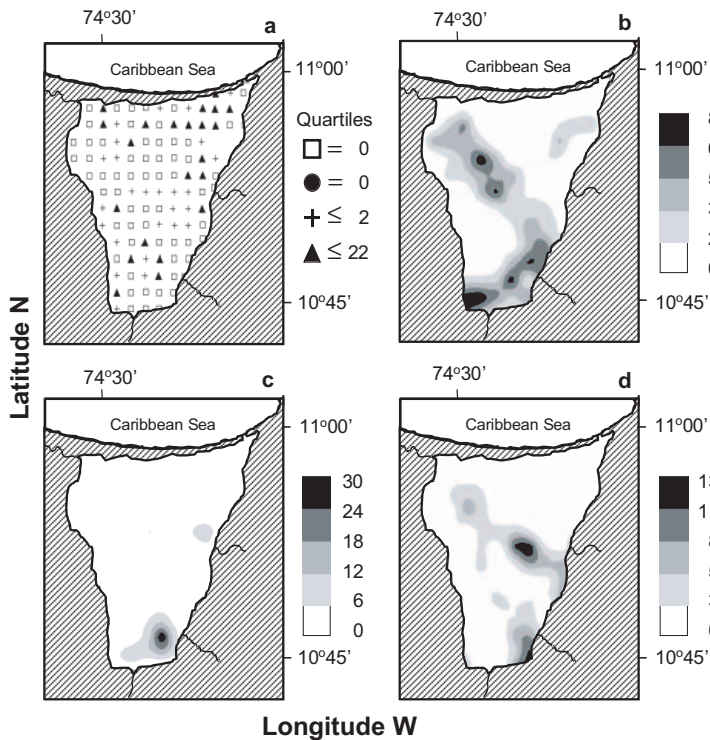 74°30'
a
Caribbean Sea
11°00'
Quartiles
= 0
= 0
≤ 2
≤ 22
10°45'
74°30'
b
Caribbean Sea
11°00'
10°45'
Latitude N
74°30'
c
Caribbean Sea
11°00'
30
24
18
12
6
0
10°45'
74°30'
d
Caribbean Sea
11°00'
10°45'
Longitude W